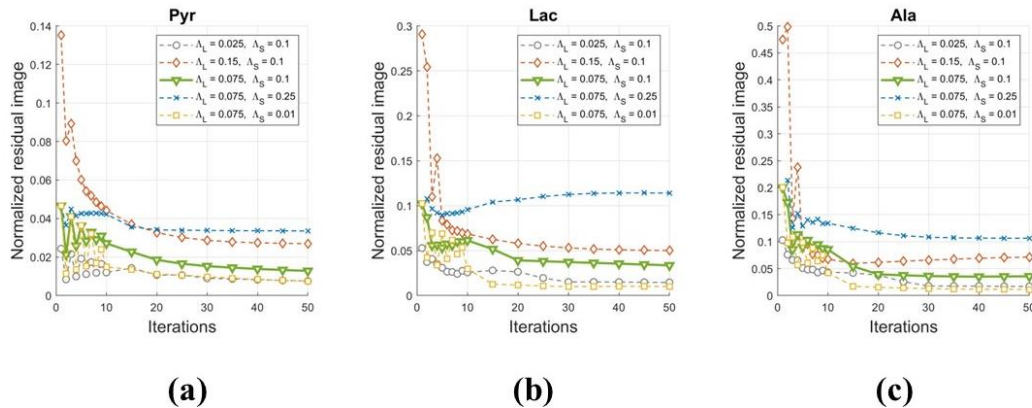 Pyr
Normalized residual image
0.14
0.12
0.1
0.08
0.06
0.04
0.02
0
Λ_L = 0.025, Λ_S = 0.1
Λ_L = 0.15, Λ_S = 0.1
Λ_L = 0.075, Λ_S = 0.1
Λ_L = 0.075, Λ_S = 0.25
Λ_L = 0.075, Λ_S = 0.01
0 10 20 30 40 50
Iterations
(a)
Lac
Normalized residual image
0.3
0.25
0.2
0.15
0.1
0.05
0
Λ_L = 0.025, Λ_S = 0.1
Λ_L = 0.15, Λ_S = 0.1
Λ_L = 0.075, Λ_S = 0.1
Λ_L = 0.075, Λ_S = 0.25
Λ_L = 0.075, Λ_S = 0.01
0 10 20 30 40 50
Iterations
(b)
Ala
Normalized residual image
0.5
0.45
0.4
0.35
0.3
0.25
0.2
0.15
0.1
0.05
0
Λ_L = 0.025, Λ_S = 0.1
Λ_L = 0.15, Λ_S = 0.1
Λ_L = 0.075, Λ_S = 0.1
Λ_L = 0.075, Λ_S = 0.25
Λ_L = 0.075, Λ_S = 0.01
0 10 20 30 40 50
Iterations
(c)